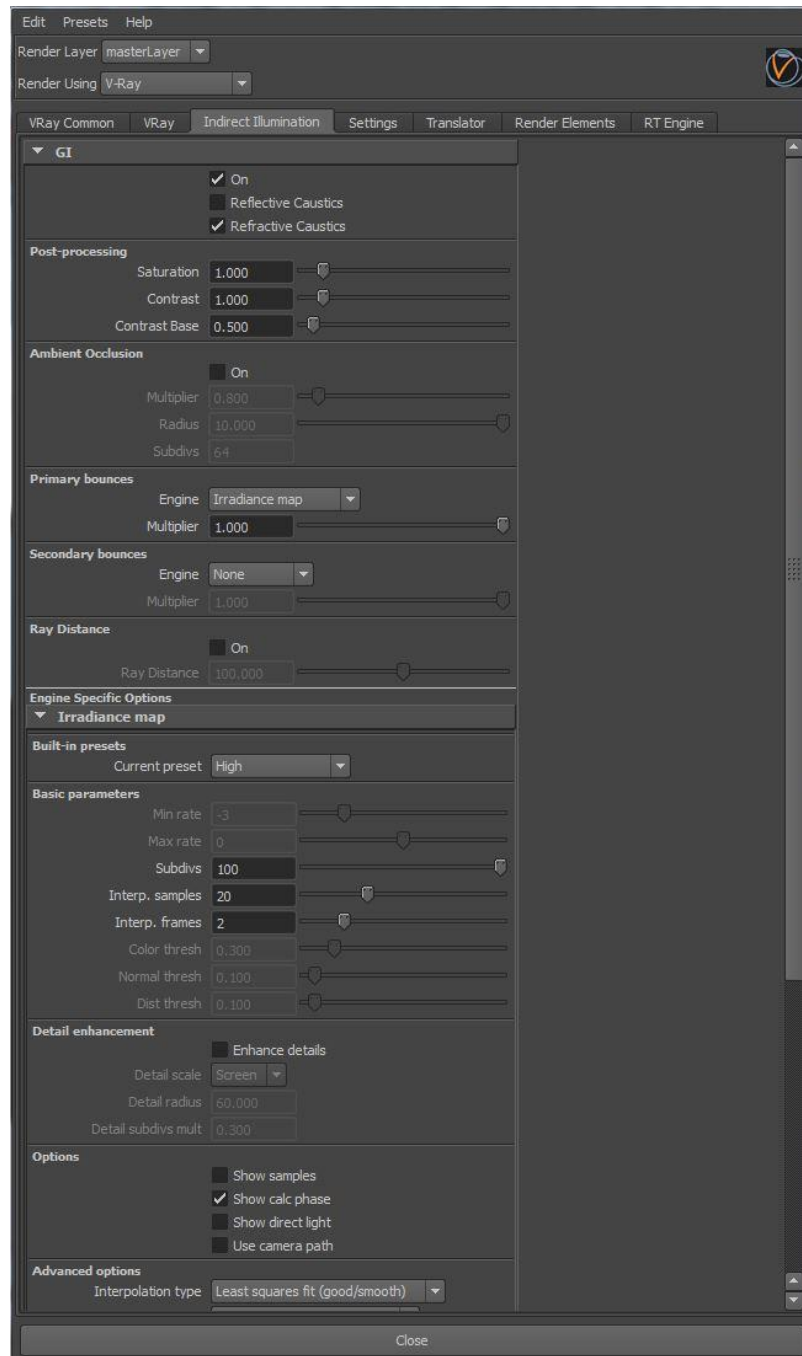 Edit Presets Help
Render Layer masterLayer
Render Using V-Ray
VRay Common VRay Indirect Illumination Settings Translator Render Elements RT Engine
GI
On
Reflective Caustics
Refractive Caustics
Post-processing
Saturation 1.000
Contrast 1.000
Contrast Base 0.500
Ambient Occlusion
On
Multiplier 0.800
Radius 10.000
Subdivs 64
Primary bounces
Engine Irradiance map
Multiplier 1.000
Secondary bounces
Engine None
Multiplier 1.000
Ray Distance
On
Ray Distance 100.000
Engine Specific Options
Irradiance map
Built-in presets
Current preset High
Basic parameters
Min rate -3
Max rate 0
Subdivs 100
Interp. samples 20
Interp. frames 2
Color thresh 0.300
Normal thresh 0.100
Dist thresh 0.100
Detail enhancement
Enhance details
Detail scale Screen
Detail radius 60.000
Detail subdivs mult 0.300
Options
Show samples
Show calc phase
Show direct light
Use camera path
Advanced options
Interpolation type Least squares fit (good/smooth)
Close